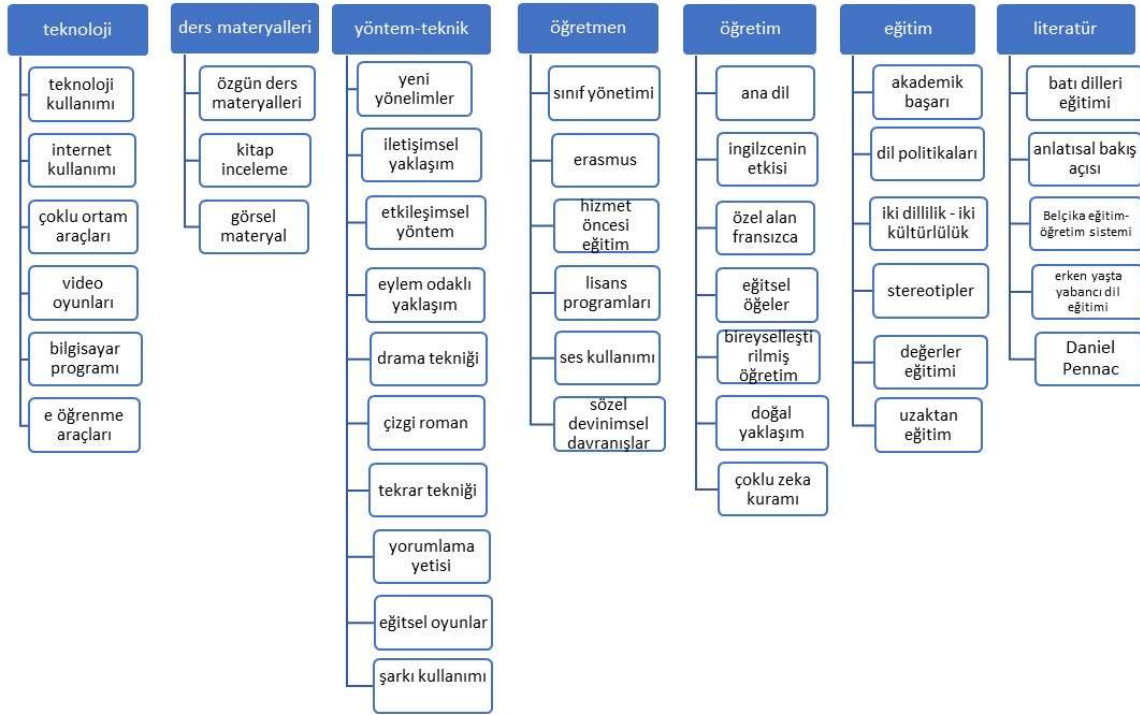 teknoloji
teknoloji
kullanımı
internet
kullanımı
çoklu ortam
araçları
video
oyunları
bilgisayar
programı
e öğrenme
araçları
ders materyalleri
özgün ders
materyalleri
kitap
inceleme
görsel
materyal
yöntem-teknik
yeni
yönelimler
iletişimsel
yaklaşım
etkileşimsel
yöntem
eylem odaklı
yaklaşım
drama tekniği
çizgi roman
tekrar tekniği
yorumlama
yetisi
eğitsel oyunlar
şarkı kullanımı
öğretmen
sınıf yönetimi
erasmus
hizmet
öncesi
eğitim
lisans
programları
ses kullanımı
sözel
devinimsel
davranışlar
öğretim
ana dil
ingilzcenin
etkisi
özel alan
fransızca
eğitsel
öğeler
bireyselleşti
rilmiş
öğretim
doğal
yaklaşım
çoklu zeka
kuramı
eğitim
akademik
başarı
dil politikaları
iki dillilik - iki
kültürlülük
stereotipler
değerler
eğitimi
uzaktan
eğitim
literatür
batı dilleri
eğitimi
anlatısal bakış
açısı
Belçika eğitim-
öğretim sistemi
erken yaşta
yabancı dil
eğitimi
Daniel
Pennac